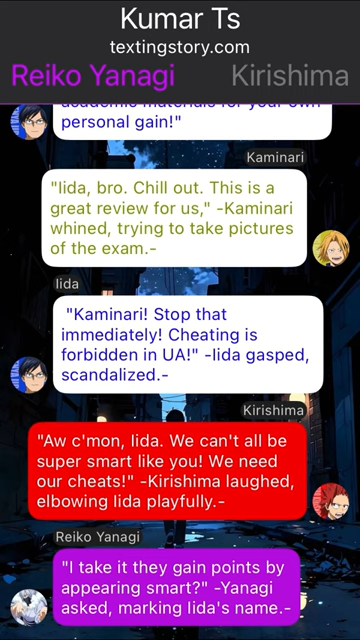 Kumar Ts
textingstory.com
Reiko Yanagi Kirishima
academic materials for your own
personal gain!"
Kaminari
"Iida, bro. Chill out. This is a
great review for us," -Kaminari
whined, trying to take pictures
of the exam.-
Iida
"Kaminari! Stop that
immediately! Cheating is
forbidden in UA!" -Iida gasped,
scandalized.-
Kirishima
"Aw c'mon, Iida. We can't all be
super smart like you! We need
our cheats!" -Kirishima laughed,
elbowing Iida playfully.-
Reiko Yanagi
"I take it they gain points by
appearing smart?" -Yanagi
asked, marking Iida's name.-